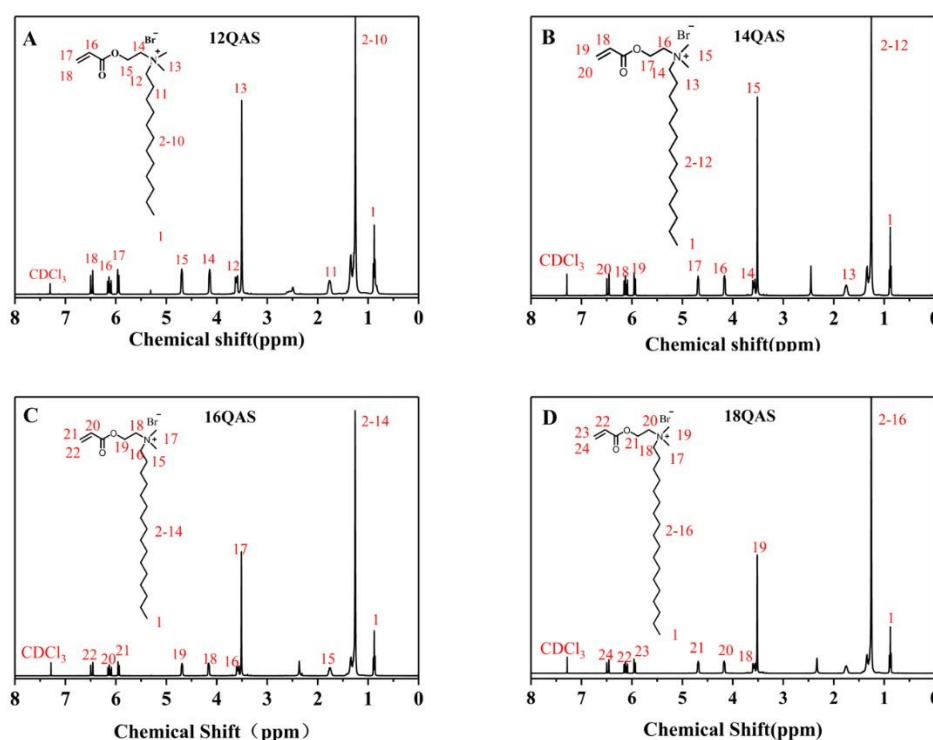 A 12QAS
Br⁻
16 14
17
O N +
18 O 15 13
12
11
2-10
1
2-10
13
1
CDCl₃ 18 16 17 15 14 12 11
8 7 6 5 4 3 2 1 0
Chemical shift(ppm)
B 14QAS
Br⁻
18 16
19 15
O N +
20 O 17 14 13
2-12
1
2-12
15
1
CDCl₃ 20 18 19 17 16 14 13
8 7 6 5 4 3 2 1 0
Chemical shift(ppm)
C 16QAS
Br⁻
20 18
21 17
O N +
22 O 19 16 15
2-14
1
2-14
17
1
CDCl₃ 22 20 21 19 18 16 15
8 7 6 5 4 3 2 1 0
Chemical Shift（ppm）
D 18QAS
Br⁻
22 20
23 19
O N +
24 O 21 18 17
2-16
1
2-16
19
1
CDCl₃ 24 22 23 21 20 18
8 7 6 5 4 3 2 1 0
Chemical Shift(ppm)